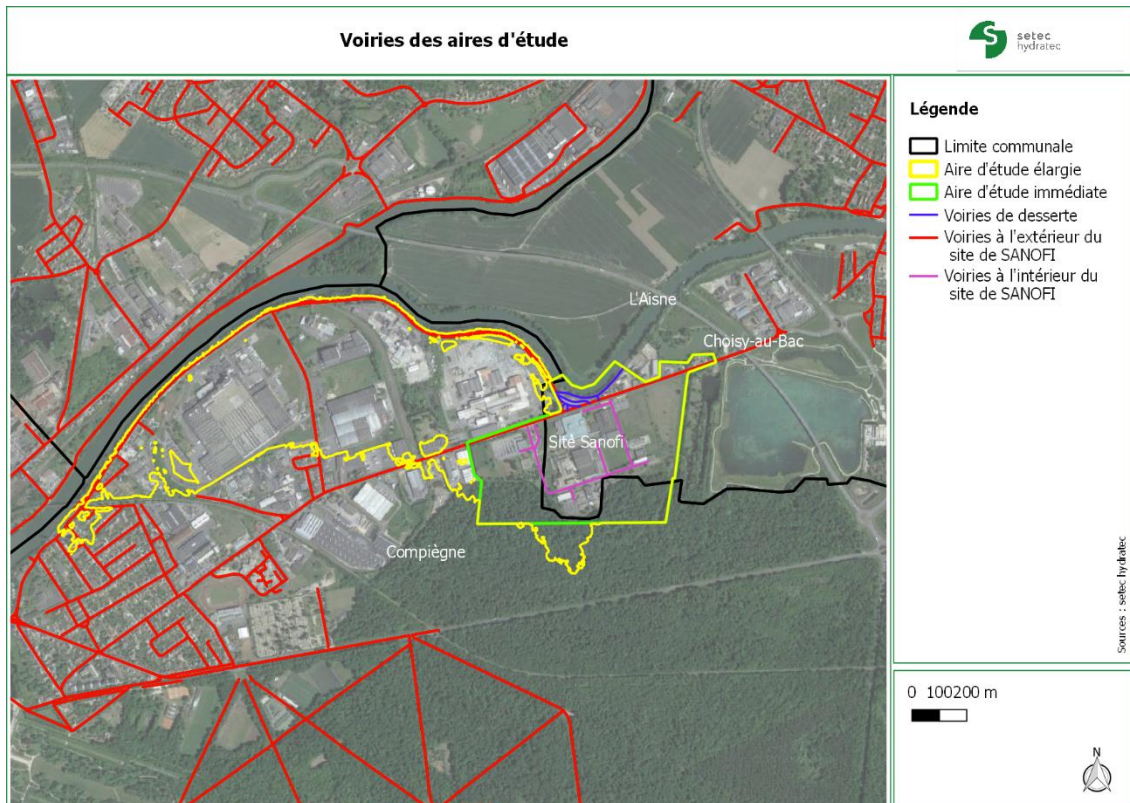 Voiries des aires d'étude
setec
hydratec
L'Aisne
Choisy-au-Bac
Site Sanofi
Compiègne
Légende
Limite communale
Aire d'étude élargie
Aire d'étude immédiate
Voiries de desserte
Voiries à l'extérieur du
site de SANOFI
Voiries à l'intérieur du
site de SANOFI
Sources : setec hydratec
0 100200 m
N